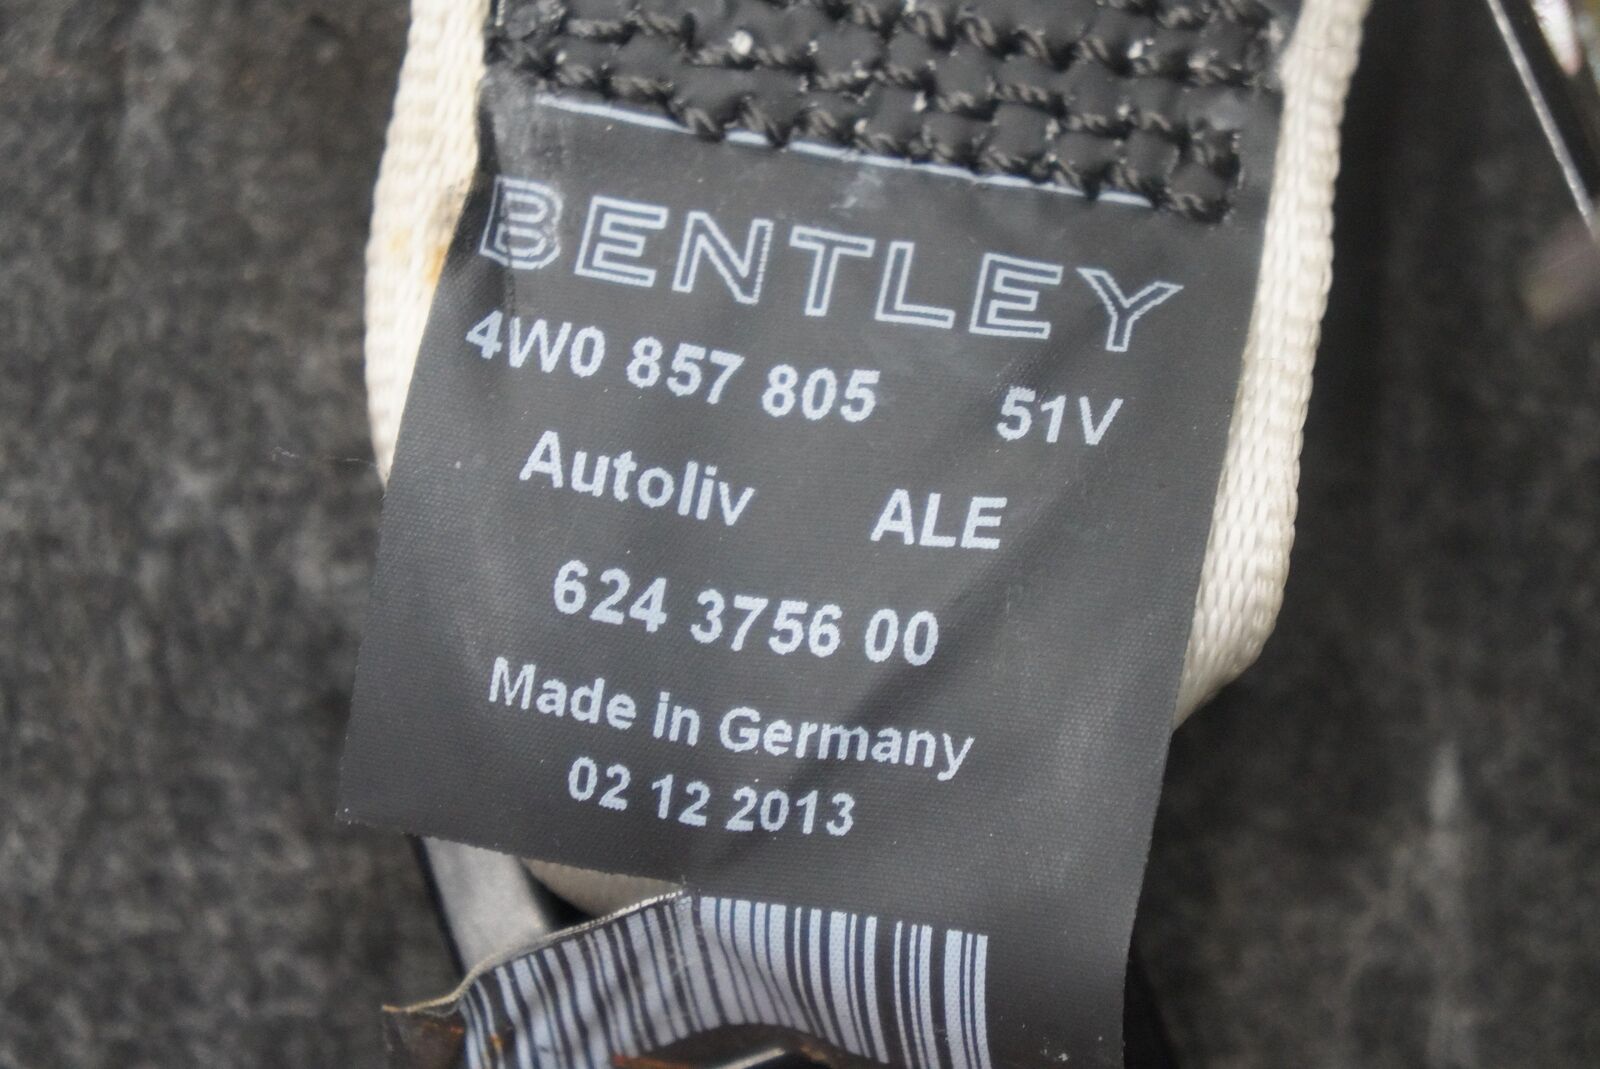 BENTLEY
4W0 857 805 51V
Autoliv ALE
624 3756 00
Made in Germany
02 12 2013